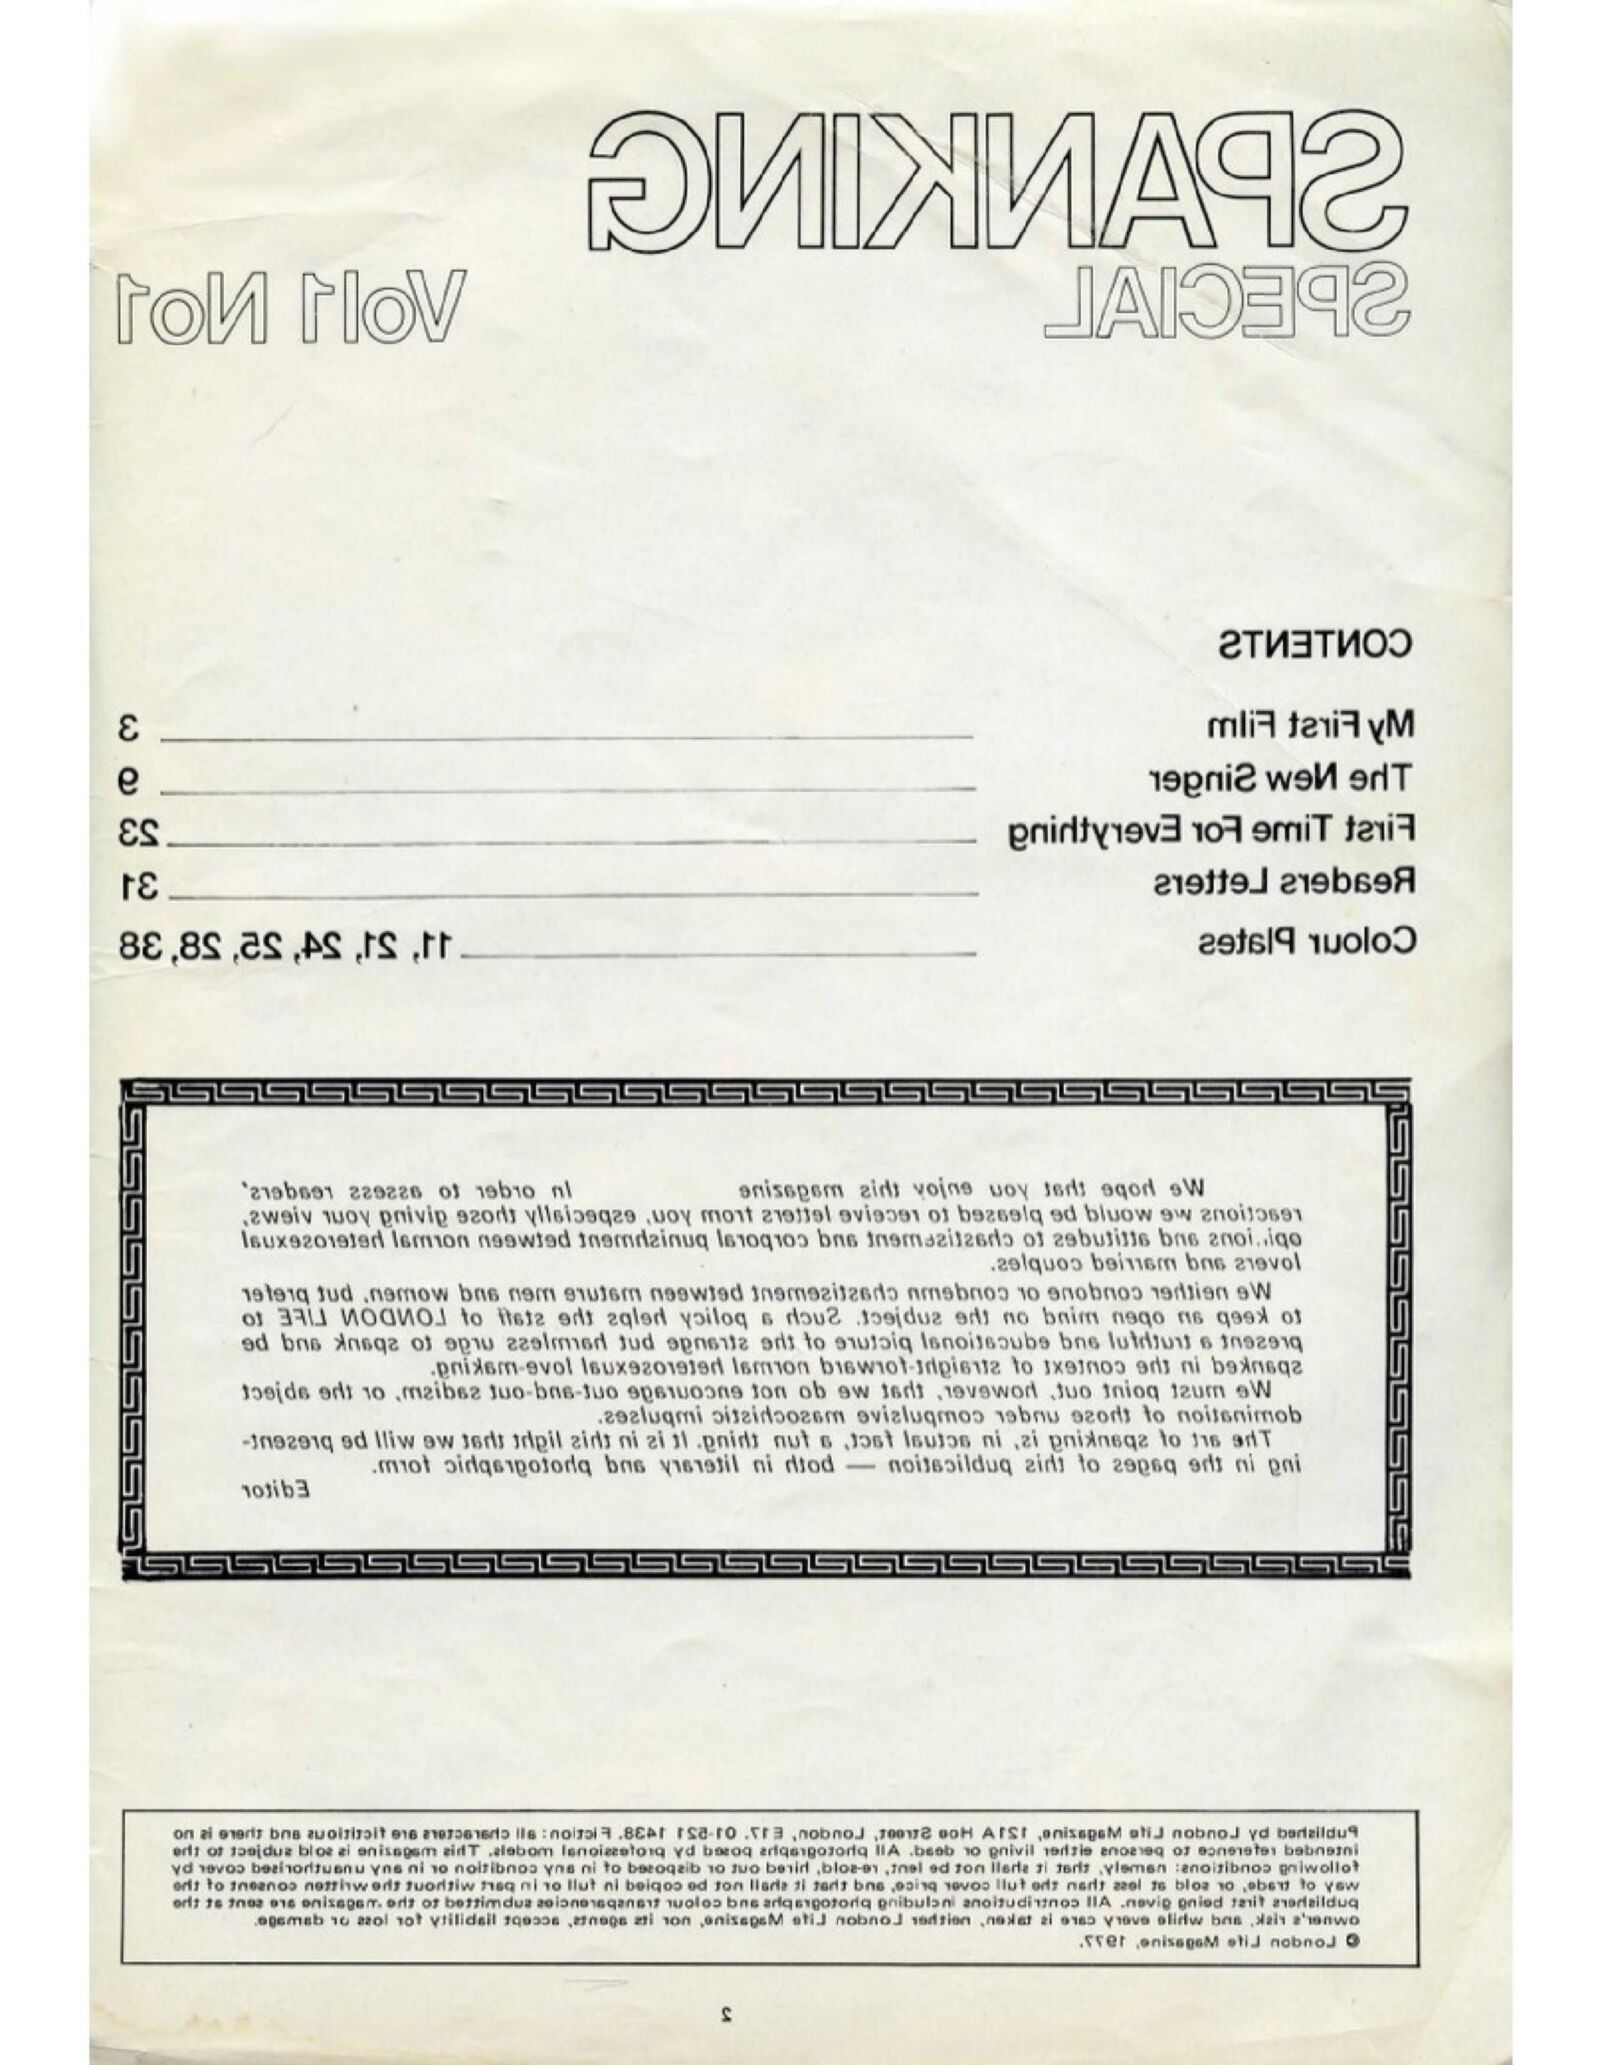 SPANKING
SPECIAL Vol1 No1
CONTENTS
My First Film 3
The New Singer 9
First Time For Everything 23
Readers Letters 31
Colour Plates 11, 21, 24, 25, 28, 38
We hope that you enjoy this magazine In order to assess readers'
reactions we would be pleased to receive letters from you, especially those giving your views,
opi..ions and attitudes to chastisement and corporal punishment between normal heterosexual
lovers and married couples.
We neither condone or condemn chastisement between mature men and women, but prefer
to keep an open mind on the subject. Such a policy helps the staff of LONDON LIFE to
present a truthful and educational picture of the strange but harmless urge to spank and be
spanked in the context of straight-forward normal heterosexual love-making.
We must point out, however, that we do not encourage out-and-out sadism, or the abject
domination of those under compulsive masochistic impulses.
The art of spanking is, in actual fact, a fun thing. It is in this light that we will be present-
ing in the pages of this publication — both in literary and photographic form.
Editor
Published by London Life Magazine, 121A Hoe Street, London, E17. 01-521 1438. Fiction: all characters are fictitious and there is no
intended reference to persons either living or dead. All photographs posed by professional models. This magazine is sold subject to the
following conditions: namely, that it shall not be lent, re-sold, hired out or disposed of in any condition or in any unauthorised cover by
way of trade, or sold at less than the full cover price, and that it shall not be copied in full or in part without the written consent of the
publishers first being given. All contributions including photographs and colour transparencies submitted to the magazine are sent at the
owner's risk, and while every care is taken, neither London Life Magazine, nor its agents, accept liability for loss or damage.
© London Life Magazine, 1977.
2